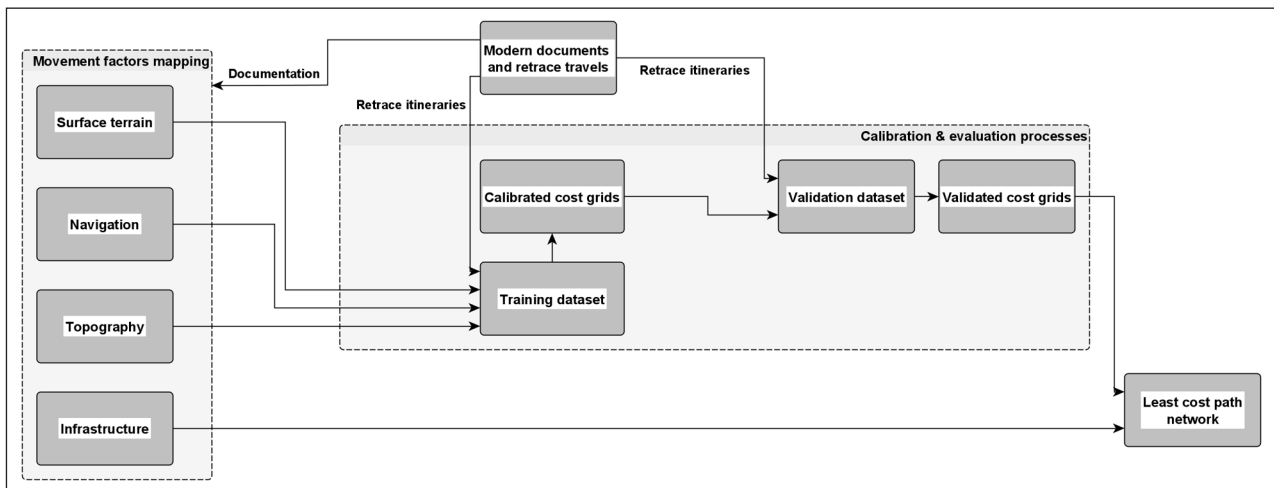 Modern documents
and retrace travels
Movement factors mapping
Documentation
Retrace itineraries
Retrace itineraries
Surface terrain
Calibration & evaluation processes
Calibrated cost grids
Validation dataset
Validated cost grids
Navigation
Training dataset
Topography
Least cost path
network
Infrastructure